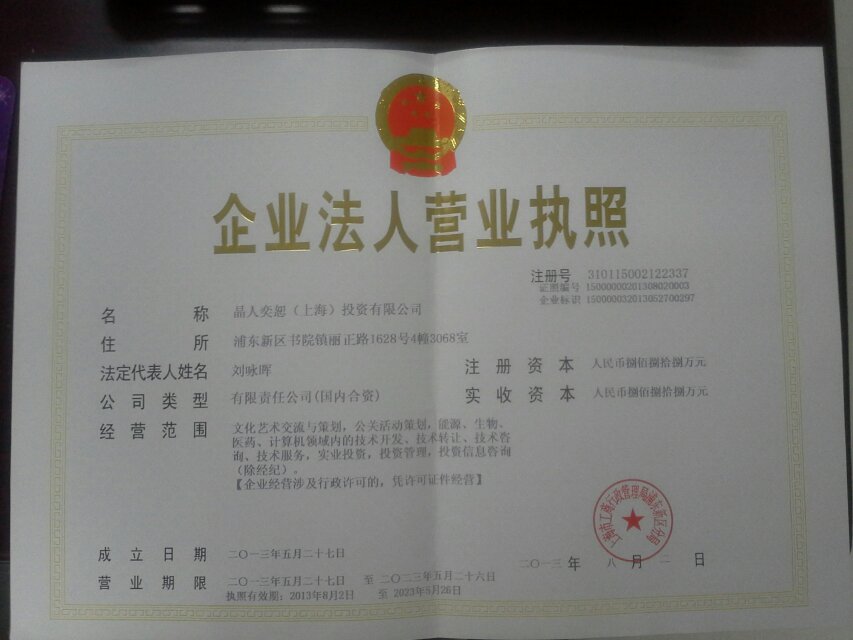 企业法人营业执照
注册号 310115002122337
证照编号 15000000201308020003
企业标识 150000032013052700297
名称 晶人奕恕（上海）投资有限公司
住所 浦东新区书院镇丽正路1628号4幢3068室
法定代表人姓名 刘咏晖
注册资本 人民币捌佰捌拾捌万元
公司类型 有限责任公司(国内合资)
实收资本 人民币捌佰捌拾捌万元
经营范围 文化艺术交流与策划，公关活动策划，能源、生物、
医药、计算机领域内的技术开发、技术转让、技术咨
询、技术服务，实业投资，投资管理，投资信息咨询
（除经纪）。
【企业经营涉及行政许可的，凭许可证件经营】
上海市工商行政管理局浦东新区分局
成立日期 二〇一三年五月二十七日
二〇一三年 八月 一日
营业期限 二〇一三年五月二十七日 至 二〇二三年五月二十六日
执照有效期：2013年8月2日 至 2023年5月26日